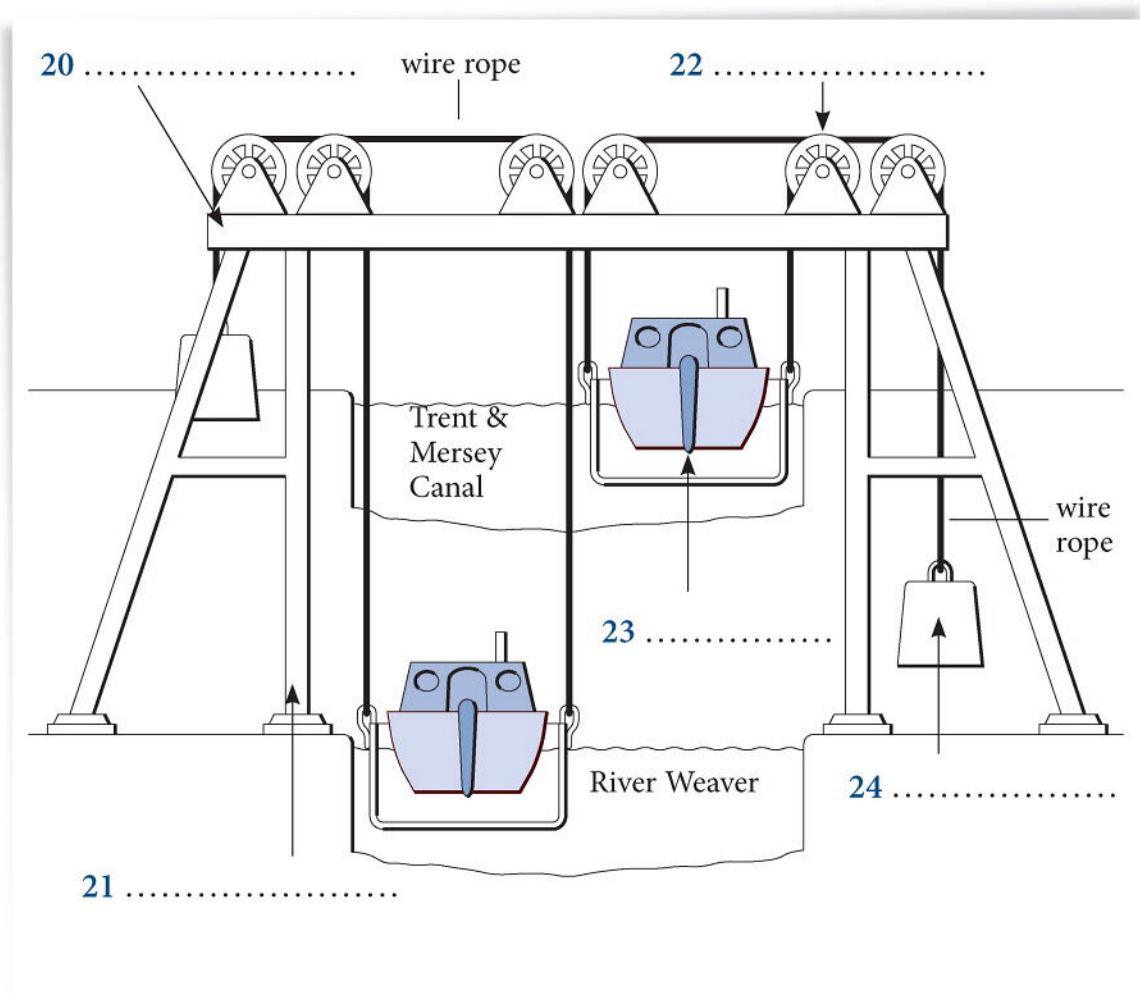 20 ........................
wire rope
22 ........................
Trent &
Mersey
Canal
wire
rope
23 ................
River Weaver
24 ....................
21 ........................